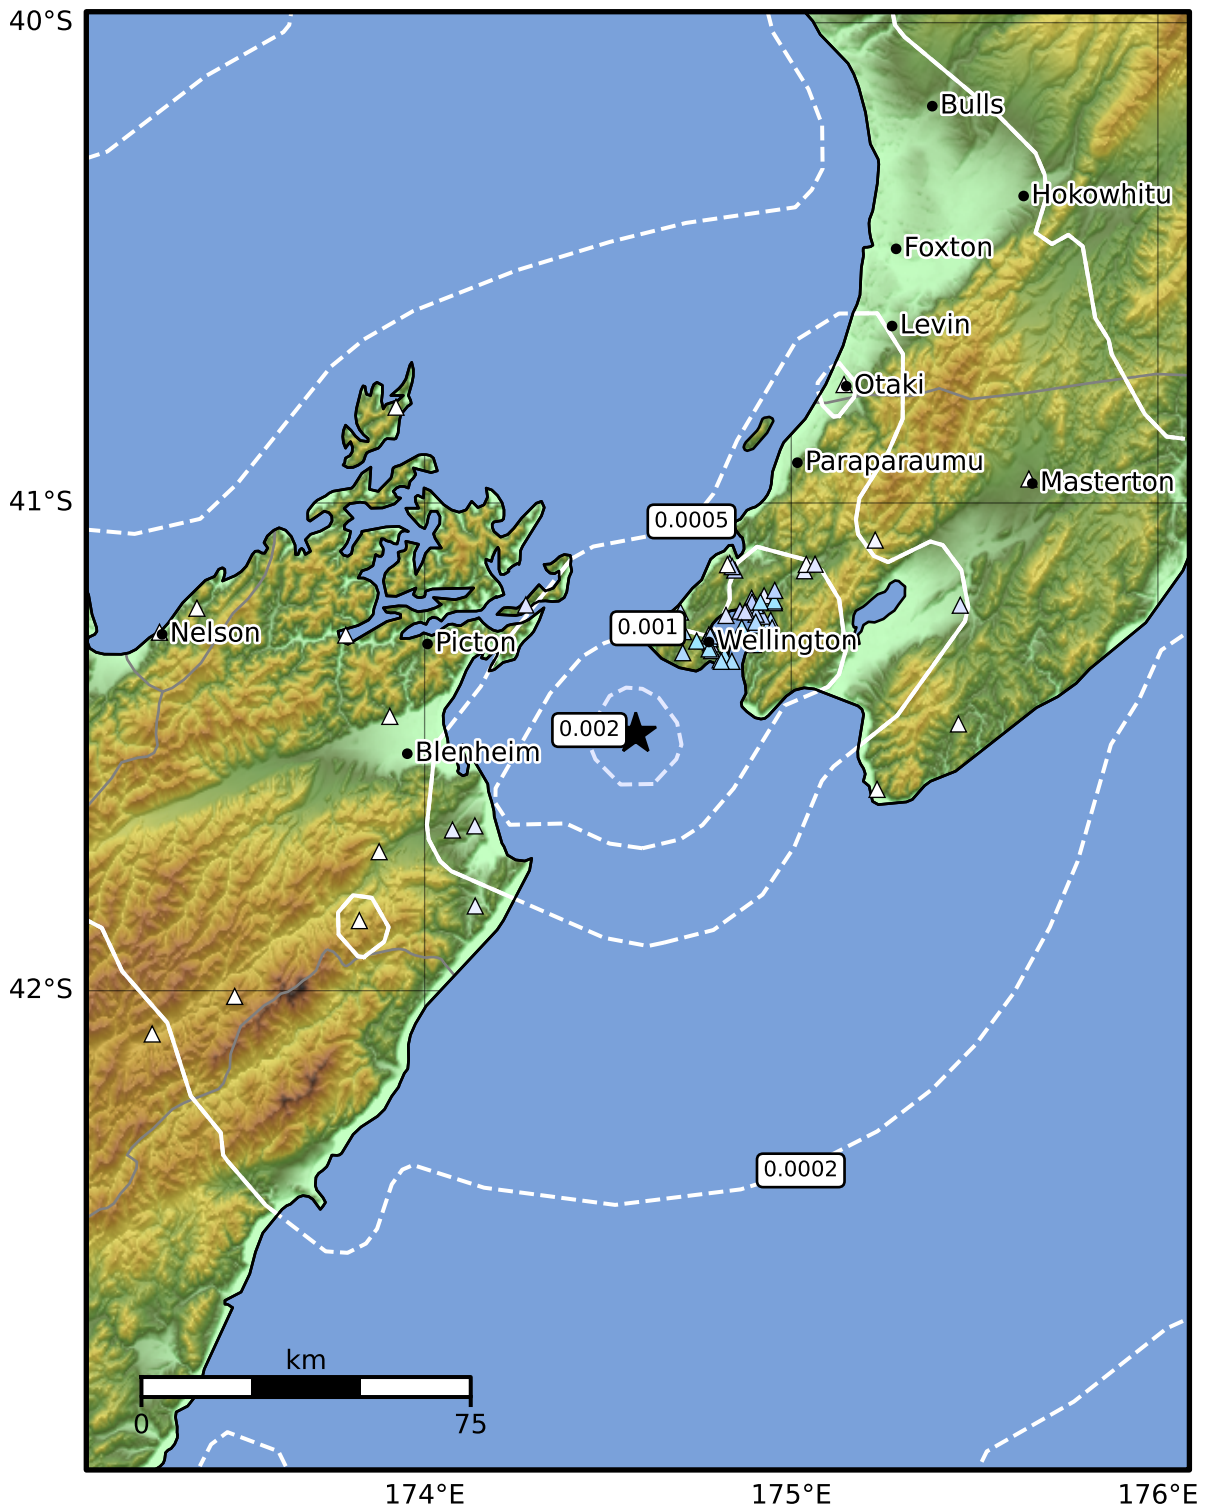 40°S
Bulls
Hokowhitu
Foxton
Levin
Otaki
Paraparaumu
Masterton
41°S
0.0005
Nelson
Picton
0.001
Wellington
0.002
Blenheim
42°S
0.0002
km
0
75
174°E
175°E
176°E